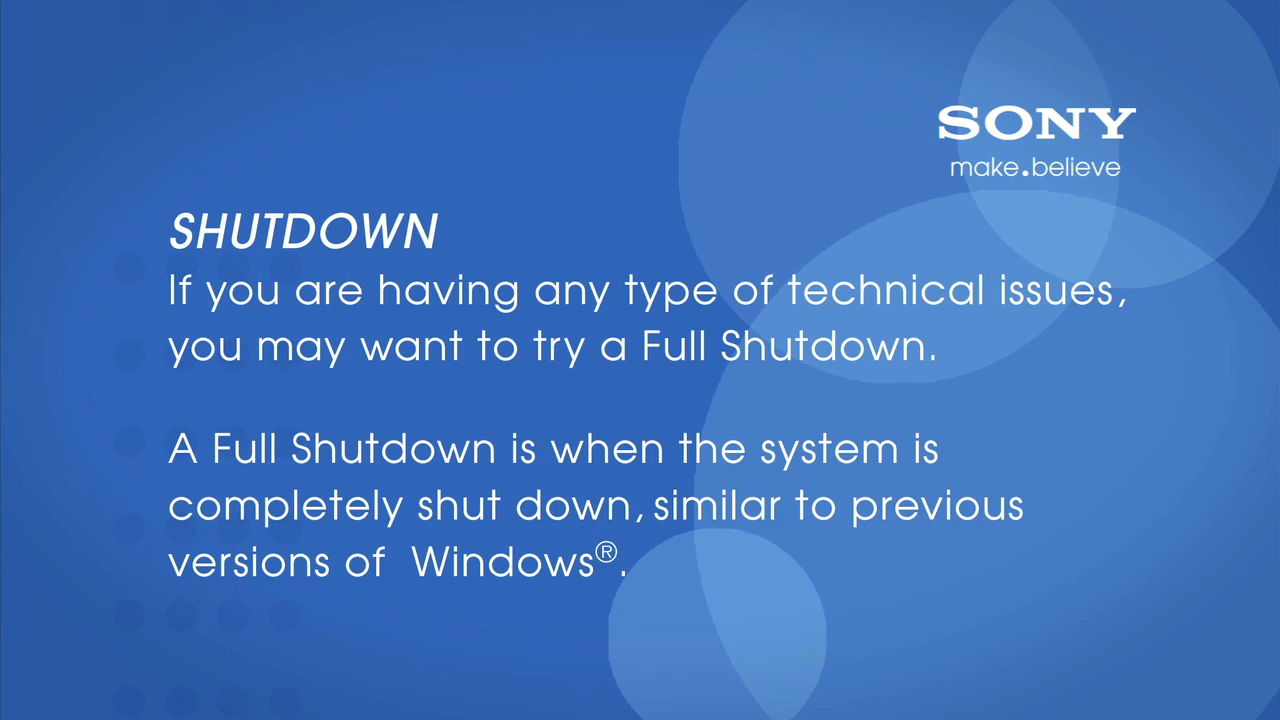 SONY
make.believe
SHUTDOWN
If you are having any type of technical issues,
you may want to try a Full Shutdown.
A Full Shutdown is when the system is
completely shut down, similar to previous
versions of  Windows®.